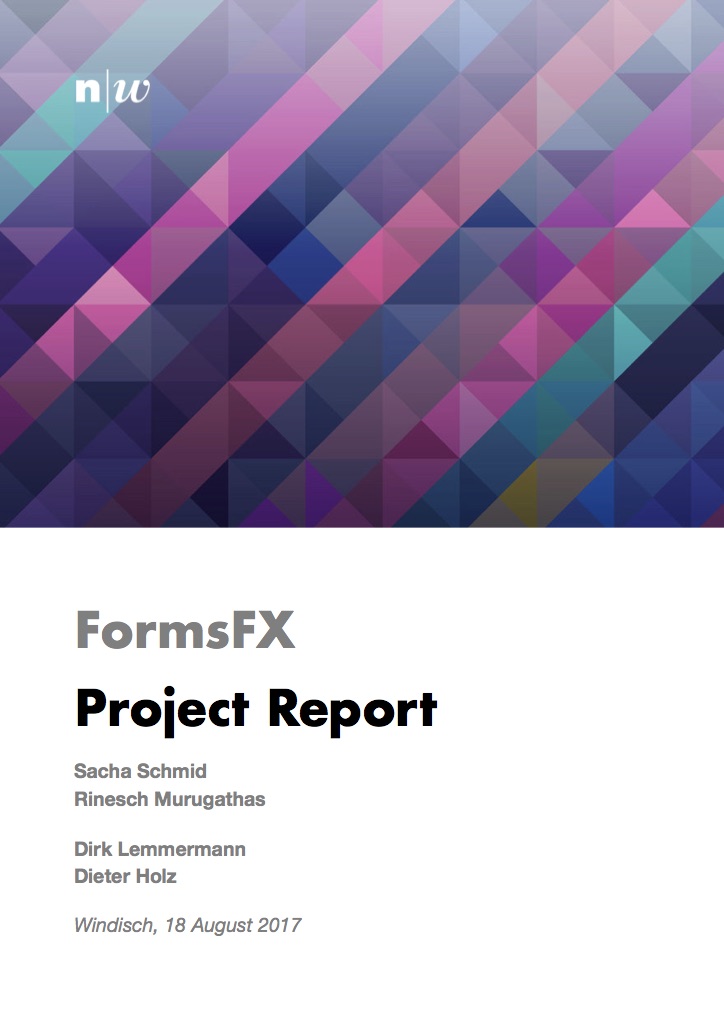 n|w
FormsFX
Project Report
Sacha Schmid
Rinesch Murugathas
Dirk Lemmermann
Dieter Holz
Windisch, 18 August 2017